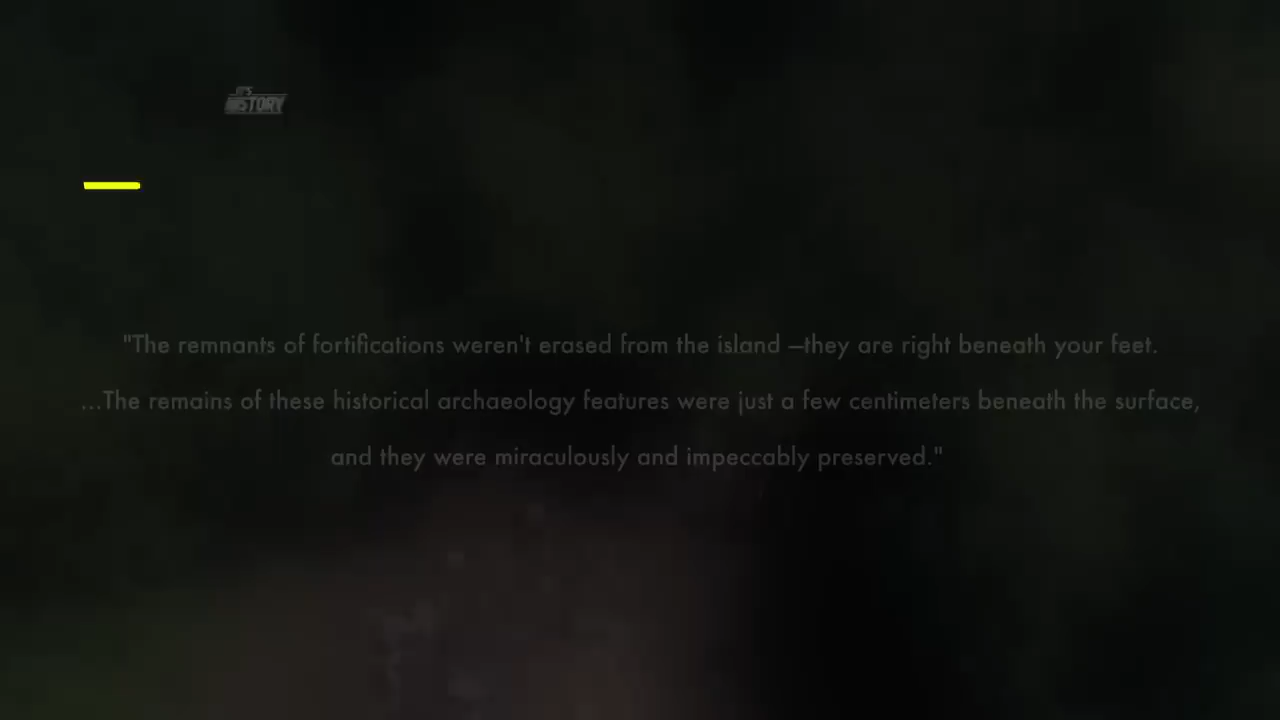 IT'S
HISTORY
"The remnants of fortifications weren't erased from the island —they are right beneath your feet.
...The remains of these historical archaeology features were just a few centimeters beneath the surface,
and they were miraculously and impeccably preserved."